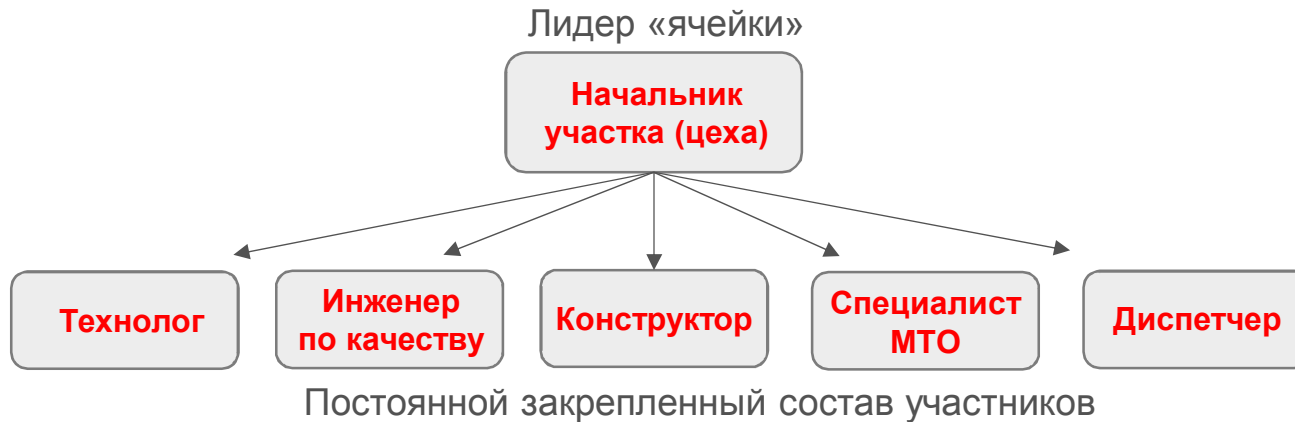 Лидер «ячейки»
Начальник
участка (цеха)
Технолог
Инженер
по качеству
Конструктор
Специалист
МТО
Диспетчер
Постоянной закрепленный состав участников